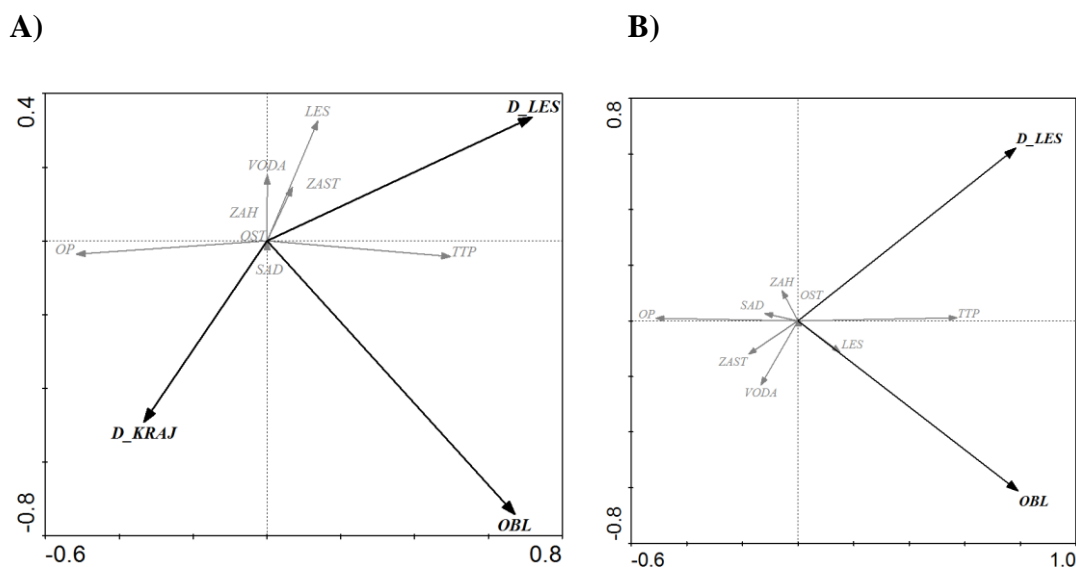 A)
B)
0.4
D_LES
LES
VODA
ZAST
ZAH
OST
OP
TTP
SAD
D_KRAJ
OBL
-0.8
-0.6
0.8
0.8
D_LES
ZAH
OST
SAD
OP
TTP
ZAST
LES
VODA
OBL
-0.8
-0.6
1.0